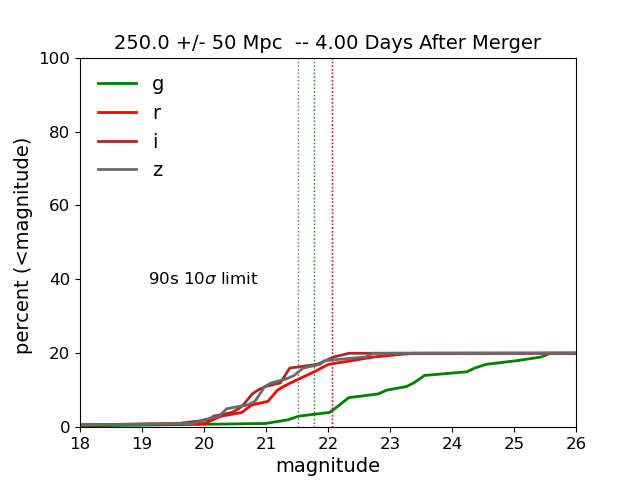 250.0 +/- 50 Mpc -- 4.00 Days After Merger
percent (<magnitude)
100
80
60
40
20
0
g
r
i
z
90s 10σ limit
18 19 20 21 22 23 24 25 26
magnitude